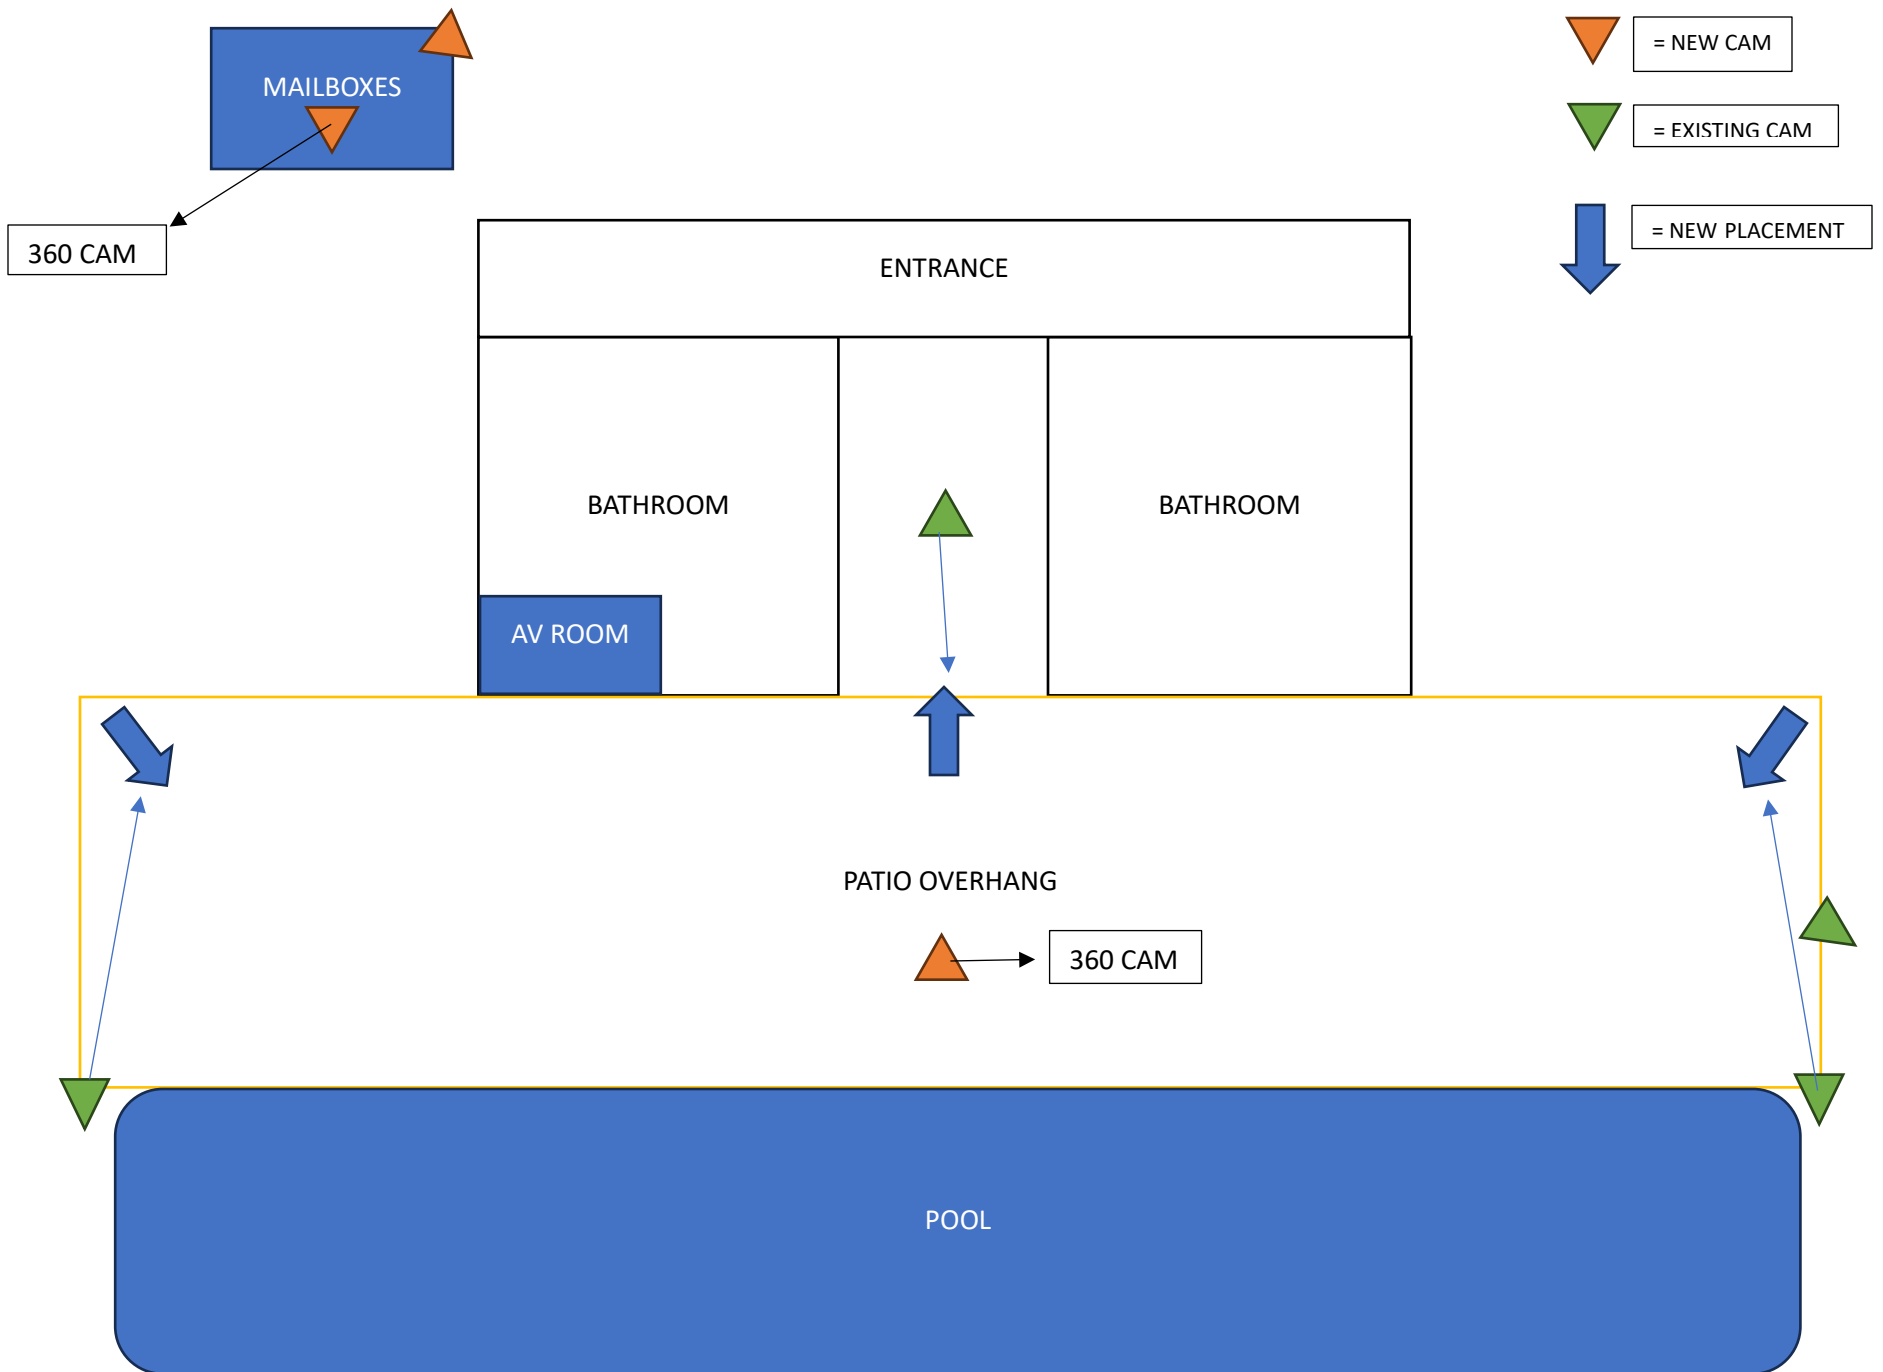 MAILBOXES
= NEW CAM
= EXISTING CAM
= NEW PLACEMENT
360 CAM
ENTRANCE
BATHROOM
BATHROOM
AV ROOM
PATIO OVERHANG
360 CAM
POOL